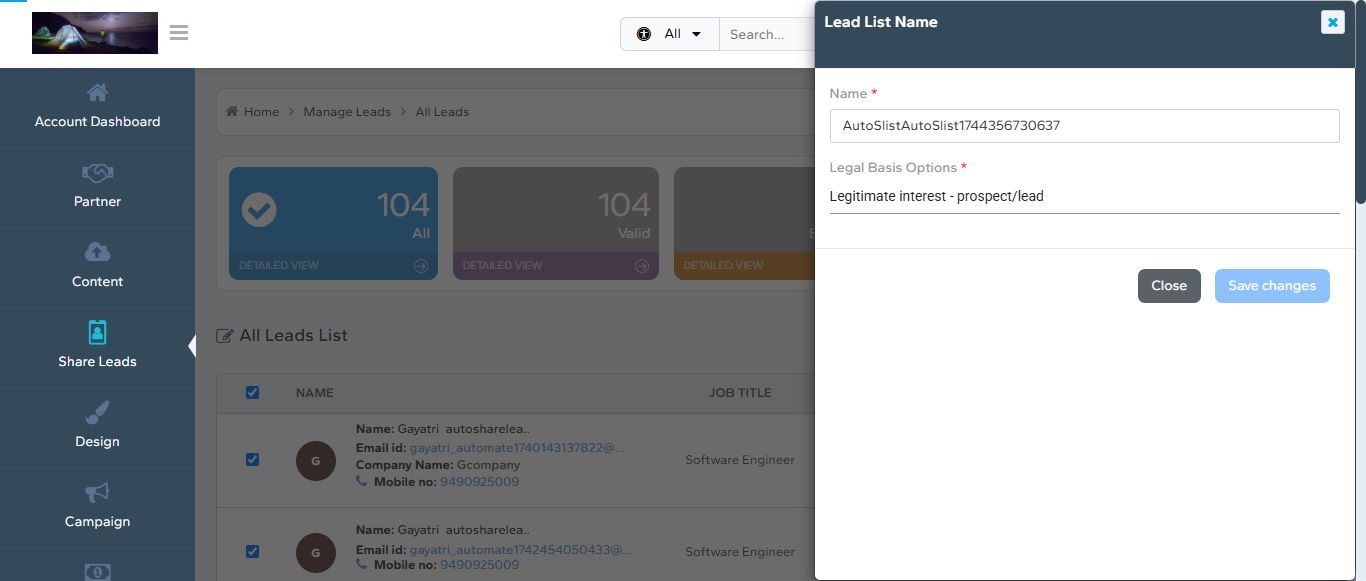 All
Search...
Lead List Name
Account Dashboard
Partner
Content
Share Leads
Design
Campaign
Home > Manage Leads > All Leads
104
All
DETAILED VIEW
104
Valid
DETAILED VIEW
DETAILED VIEW
All Leads List
NAME
JOB TITLE
Name: Gayatri autosharelea..
Email id: gayatri_automate1740143137822@...
Company Name: Gcompany
Mobile no: 9490925009
G
Software Engineer
Name: Gayatri autosharelea..
Email id: gayatri_automate1742454050433@...
Mobile no: 9490925009
G
Software Engineer
Name *
AutoSlistAutoSlist1744356730637
Legal Basis Options *
Legitimate interest - prospect/lead
Close
Save changes